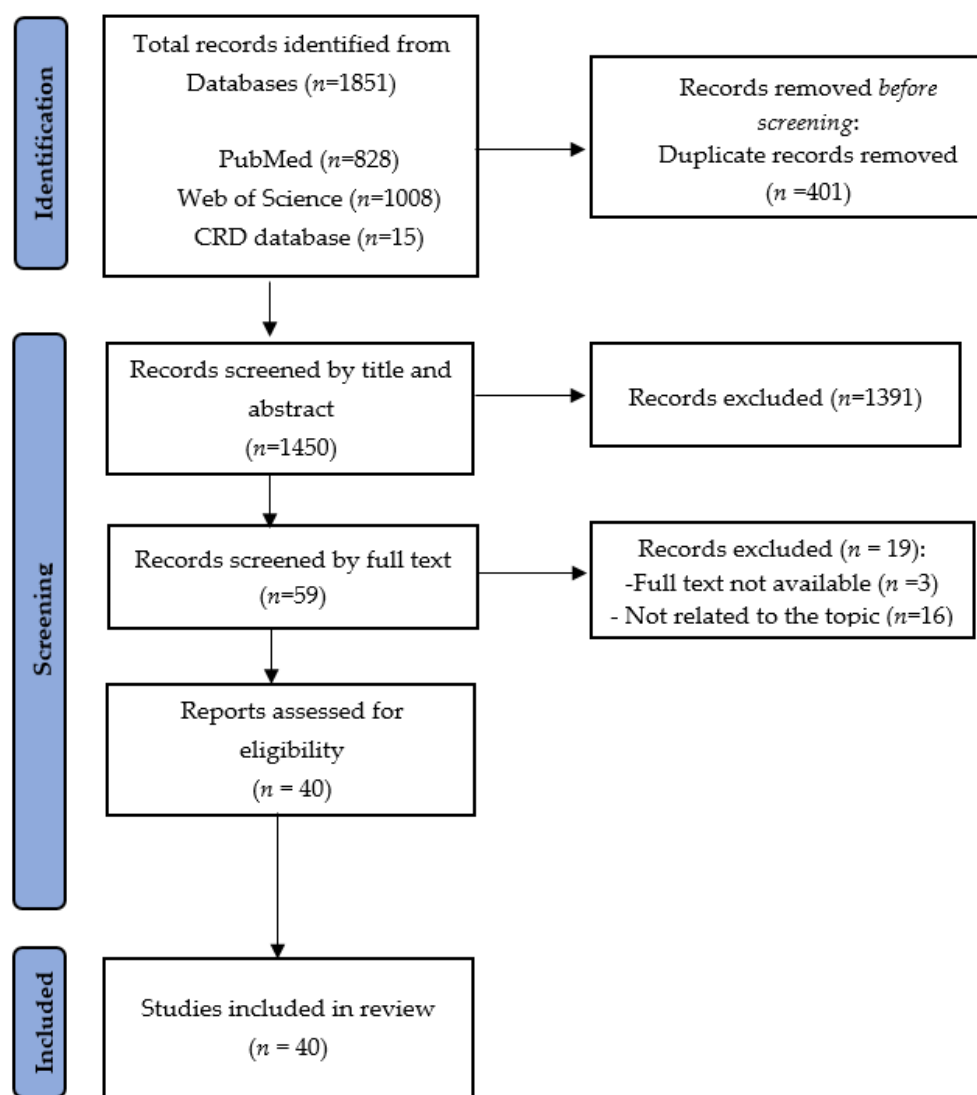 Identification
Total records identified from
Databases (n=1851)
PubMed (n=828)
Web of Science (n=1008)
CRD database (n=15)
Records removed before
screening:
Duplicate records removed
(n =401)
Screening
Records screened by title and
abstract
(n=1450)
Records excluded (n=1391)
Records screened by full text
(n=59)
Records excluded (n = 19):
-Full text not available (n =3)
- Not related to the topic (n=16)
Reports assessed for
eligibility
(n = 40)
Included
Studies included in review
(n = 40)